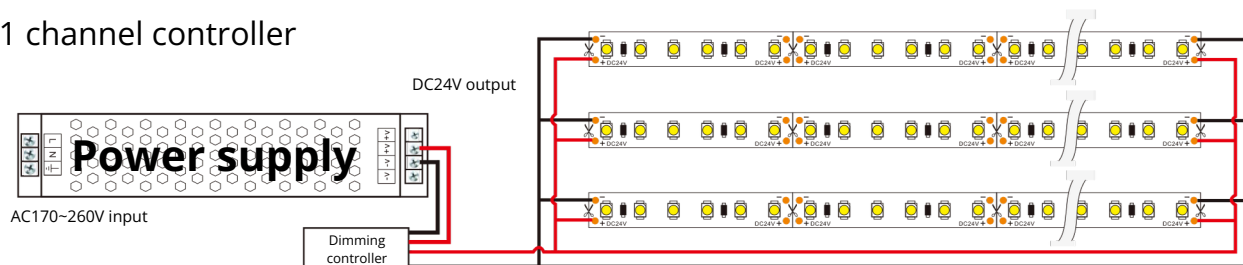 1 channel controller
DC24V output
Power supply
L
N
V+
V+
V-
V-
AC170~260V input
Dimming
controller
- - - - -
+ DC24V DC24V + + DC24V DC24V + + DC24V DC24V +
- - - - -
+ DC24V DC24V + + DC24V DC24V + + DC24V DC24V +
- - - - -
+ DC24V DC24V + + DC24V DC24V + + DC24V DC24V +